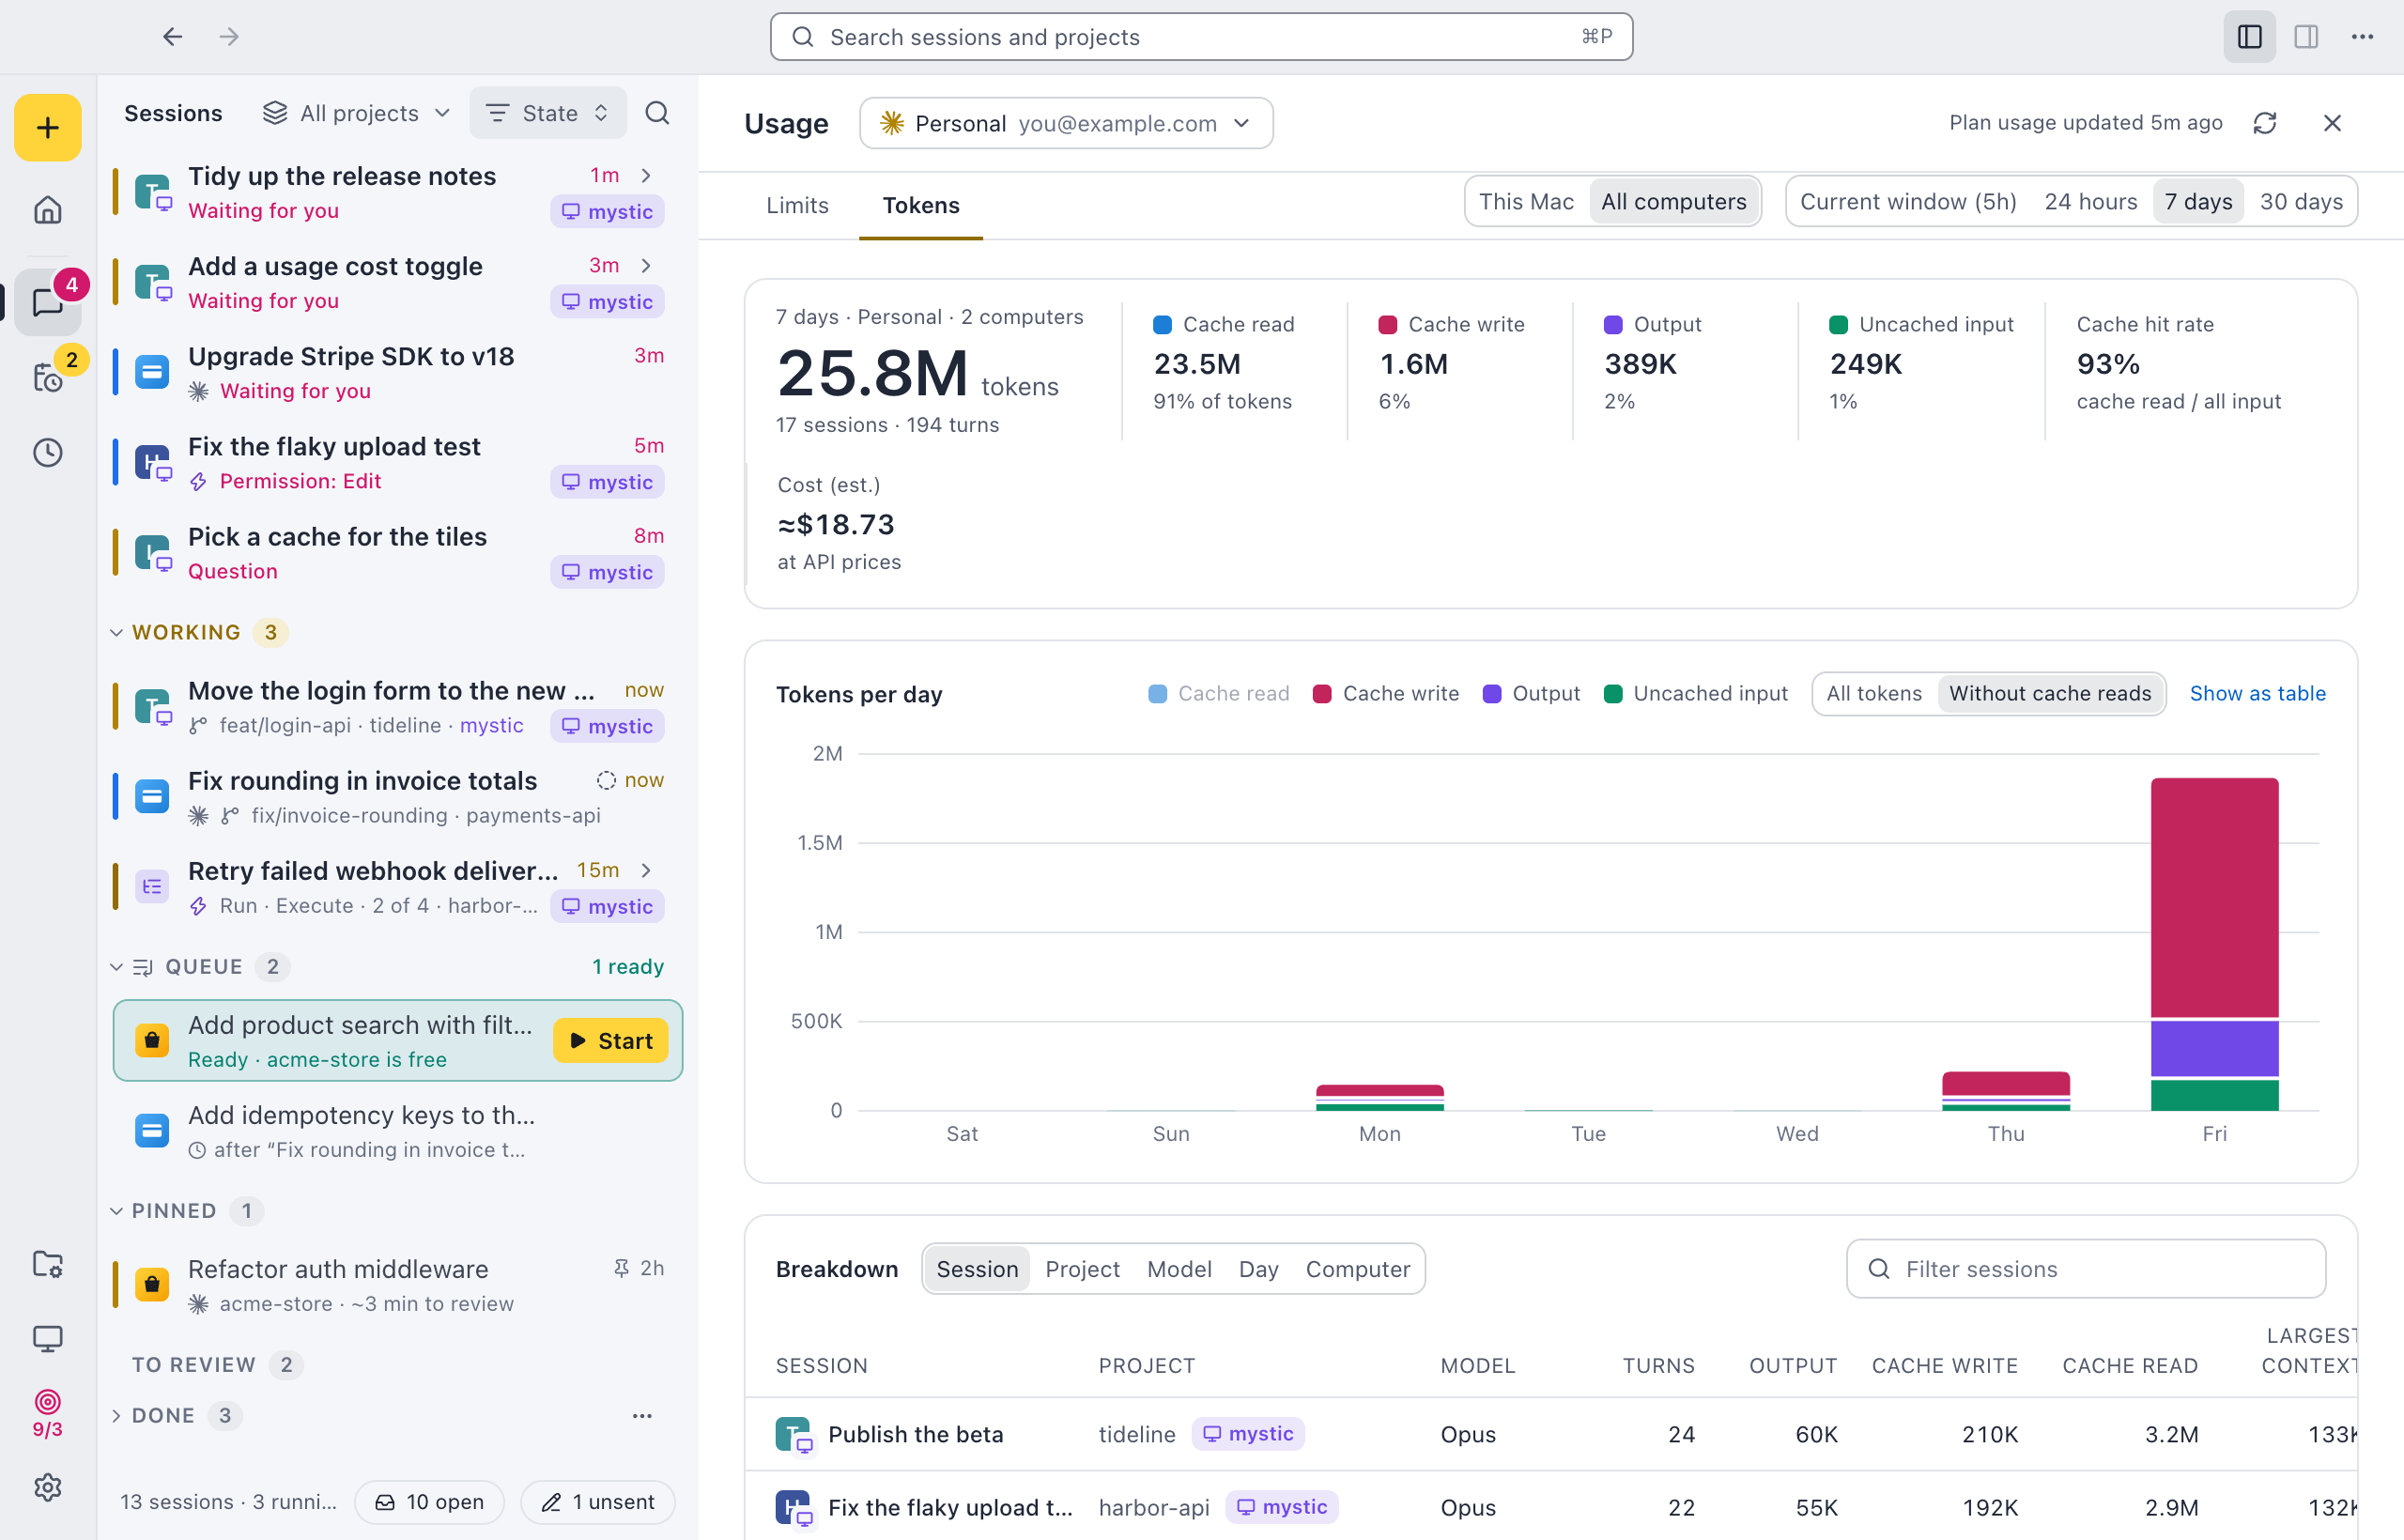 Search sessions and projects ⌘P
Sessions All projects State
Tidy up the release notes 1m
Waiting for you mystic
Add a usage cost toggle 3m
Waiting for you mystic
4
Upgrade Stripe SDK to v18 3m
Waiting for you
2
Fix the flaky upload test 5m
Permission: Edit mystic
Pick a cache for the tiles 8m
Question mystic
WORKING 3
Move the login form to the new ... now
feat/login-api · tideline · mystic mystic
Fix rounding in invoice totals now
fix/invoice-rounding · payments-api
Retry failed webhook deliver... 15m
Run · Execute · 2 of 4 · harbor-... mystic
QUEUE 2 1 ready
Add product search with filt...
Ready · acme-store is free
Start
Add idempotency keys to th...
after “Fix rounding in invoice t...
PINNED 1
Refactor auth middleware 2h
acme-store · ~3 min to review
TO REVIEW 2
DONE 3
9/3
13 sessions · 3 runni... 10 open 1 unsent
Usage Personal you@example.com Plan usage updated 5m ago
Limits Tokens This Mac All computers Current window (5h) 24 hours 7 days 30 days
7 days · Personal · 2 computers
25.8M tokens
17 sessions · 194 turns
Cache read
23.5M
91% of tokens
Cache write
1.6M
6%
Output
389K
2%
Uncached input
249K
1%
Cache hit rate
93%
cache read / all input
Cost (est.)
≈$18.73
at API prices
Tokens per day Cache read Cache write Output Uncached input All tokens Without cache reads Show as table
2M
1.5M
1M
500K
0
Sat Sun Mon Tue Wed Thu Fri
Breakdown Session Project Model Day Computer Filter sessions
SESSION PROJECT MODEL TURNS OUTPUT CACHE WRITE CACHE READ LARGEST CONTEXT
T Publish the beta tideline mystic Opus 24 60K 210K 3.2M 133K
H Fix the flaky upload t... harbor-api mystic Opus 22 55K 192K 2.9M 132K